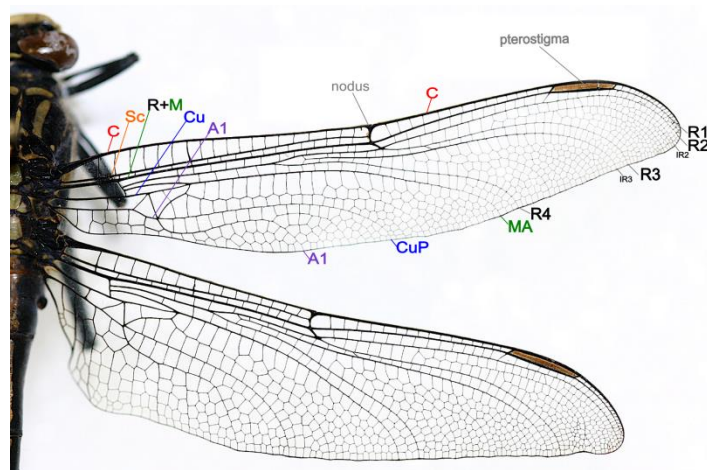 pterostigma
nodus
C
R+M
Sc
Cu
C
A1
R1
R2
IR2
IR3
R3
R4
MA
CuP
A1